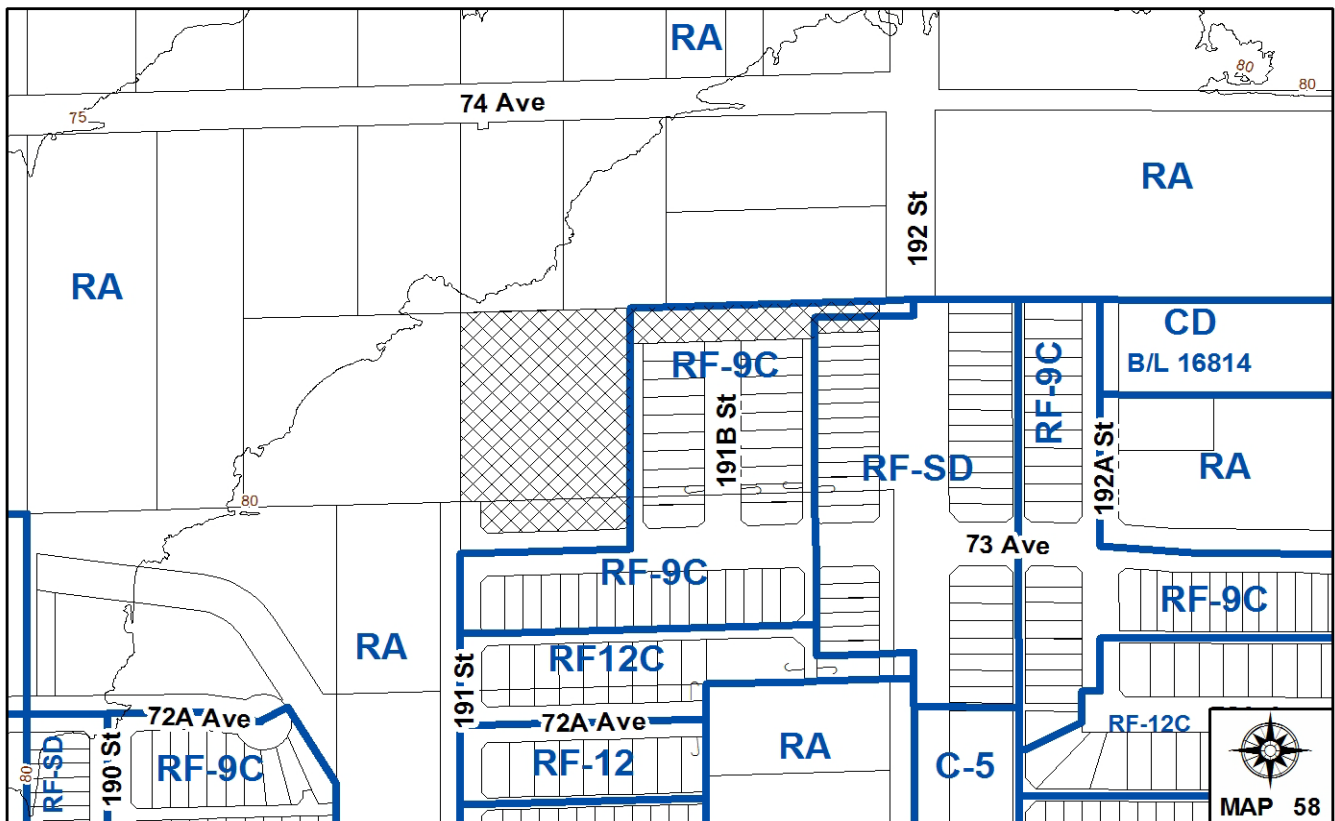 RA
80
80
74 Ave
75
RA
192 St
RA
CD
B/L 16814
RF-9C
RF-9C
191B St
192A St
RF-SD
RA
80
73 Ave
RF-9C
RF-9C
RA
RF12C
191 St
72A Ave
72A Ave
RF-12C
RF-SD
190 St
RF-9C
RF-12
RA
C-5
80
MAP 58